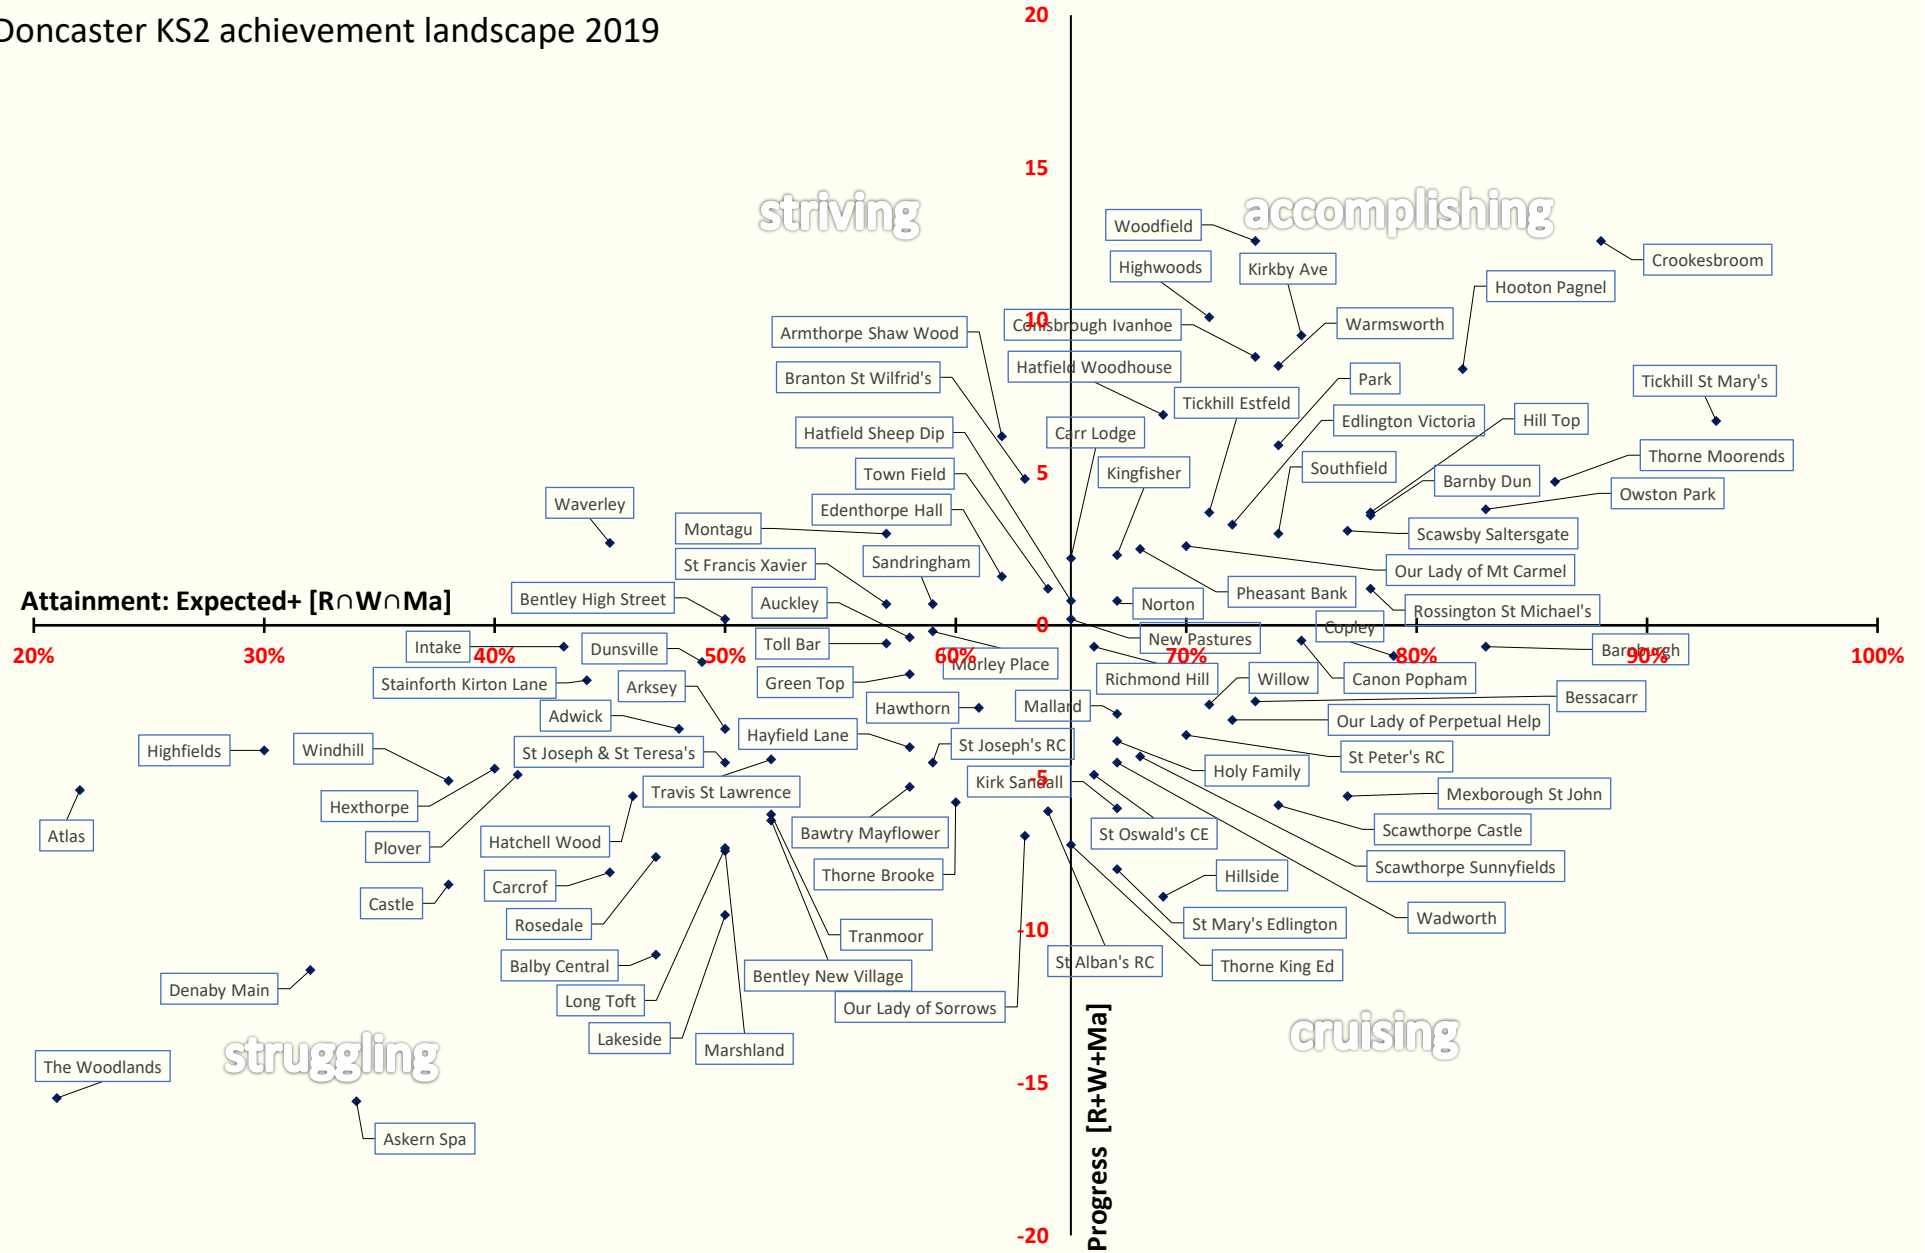 Doncaster KS2 achievement landscape 2019
20
15
striving
accomplishing
Woodfield
Crookesbroom
Highwoods
Kirkby Ave
Hooton Pagnel
10
Conisbrough Ivanhoe
Warmsworth
Armthorpe Shaw Wood
Hatfield Woodhouse
Branton St Wilfrid's
Park
Tickhill St Mary's
Tickhill Estfeld
Edlington Victoria
Hill Top
Hatfield Sheep Dip
Carr Lodge
Thorne Moorends
Town Field
5
Kingfisher
Southfield
Barnby Dun
Owston Park
Waverley
Edenthorpe Hall
Montagu
Scawsby Saltersgate
St Francis Xavier
Sandringham
Our Lady of Mt Carmel
Attainment: Expected+ [R∩W∩Ma]
Bentley High Street
Auckley
Norton
Pheasant Bank
Rossington St Michael's
0
Copley
Intake
Dunsville
Toll Bar
New Pastures
Barnburgh
20%
30%
40%
50%
60%
70%
80%
90%
100%
Morley Place
Stainforth Kirton Lane
Arksey
Green Top
Richmond Hill
Willow
Canon Popham
Bessacarr
Adwick
Hawthorn
Mallard
Our Lady of Perpetual Help
Highfields
Windhill
St Joseph & St Teresa's
Hayfield Lane
St Joseph's RC
St Peter's RC
Holy Family
-5
Kirk Sandall
Travis St Lawrence
Mexborough St John
Hexthorpe
Atlas
Plover
Hatchell Wood
Bawtry Mayflower
St Oswald's CE
Scawthorpe Castle
Scawthorpe Sunnyfields
Thorne Brooke
Hillside
Carcrof
Castle
Rosedale
Wadworth
St Mary's Edlington
-10
Tranmoor
Balby Central
St Alban's RC
Thorne King Ed
Bentley New Village
Denaby Main
Long Toft
Our Lady of Sorrows
Lakeside
Marshland
struggling
cruising
The Woodlands
-15
Askern Spa
Progress [R+W+Ma]
-20